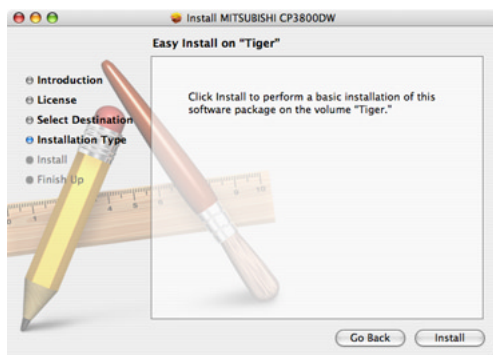 Install MITSUBISHI CP3800DW
Easy Install on "Tiger"
Introduction
License
Select Destination
Installation Type
Install
Finish Up
Click Install to perform a basic installation of this
software package on the volume "Tiger."
Go Back
Install